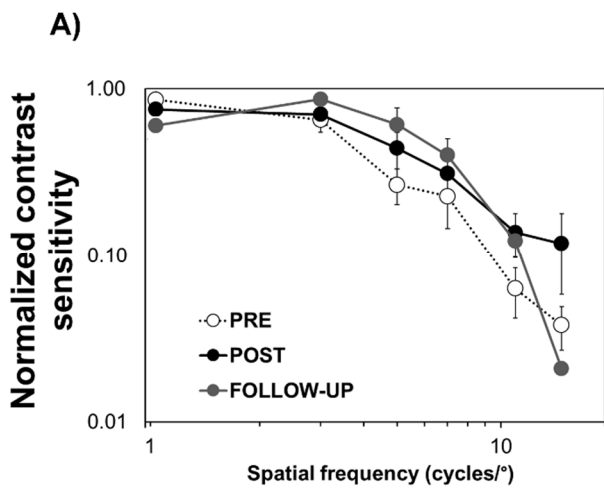 A)
Normalized contrast
sensitivity
1.00
0.10
0.01
PRE
POST
FOLLOW-UP
1
10
Spatial frequency (cycles/°)